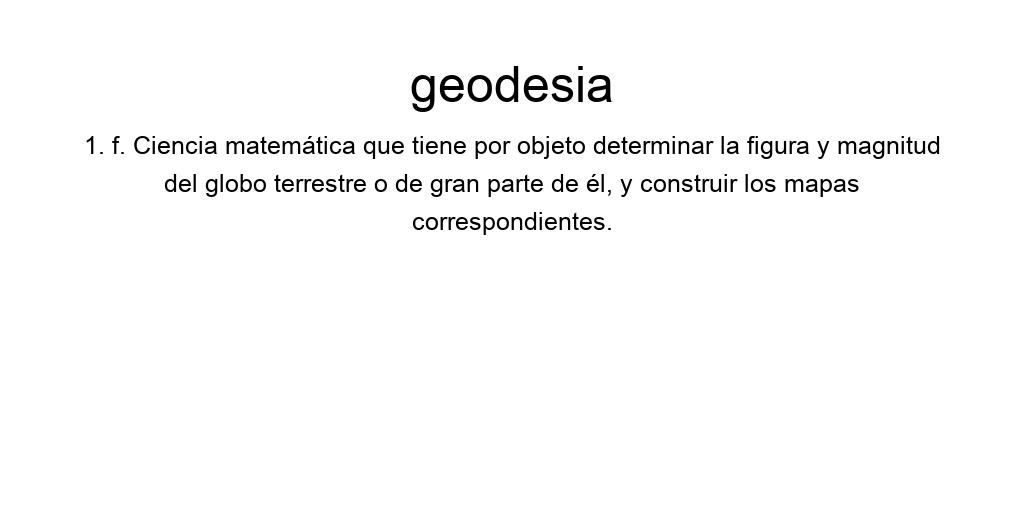 geodesia
1. f. Ciencia matemática que tiene por objeto determinar la figura y magnitud
del globo terrestre o de gran parte de él, y construir los mapas
correspondientes.